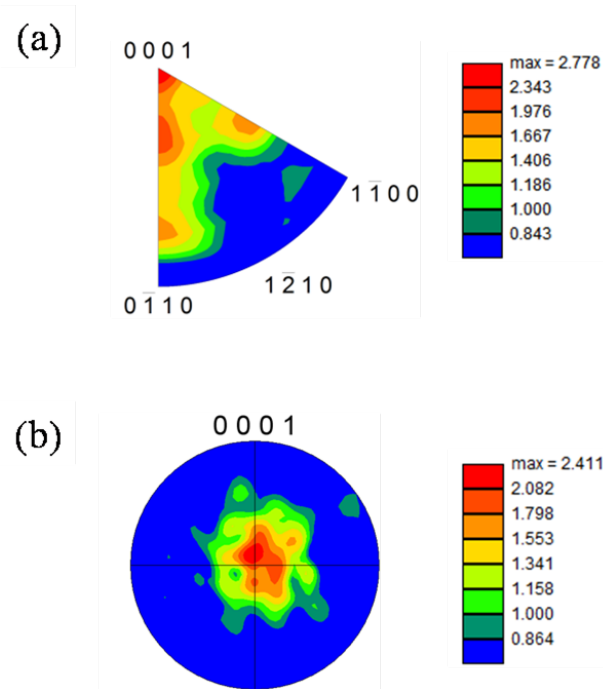 (a)
0 0 0 1
1 1̅ 0 0
1 2̅ 1 0
0 1̅ 1 0
max = 2.778
2.343
1.976
1.667
1.406
1.186
1.000
0.843
(b)
0 0 0 1
max = 2.411
2.082
1.798
1.553
1.341
1.158
1.000
0.864